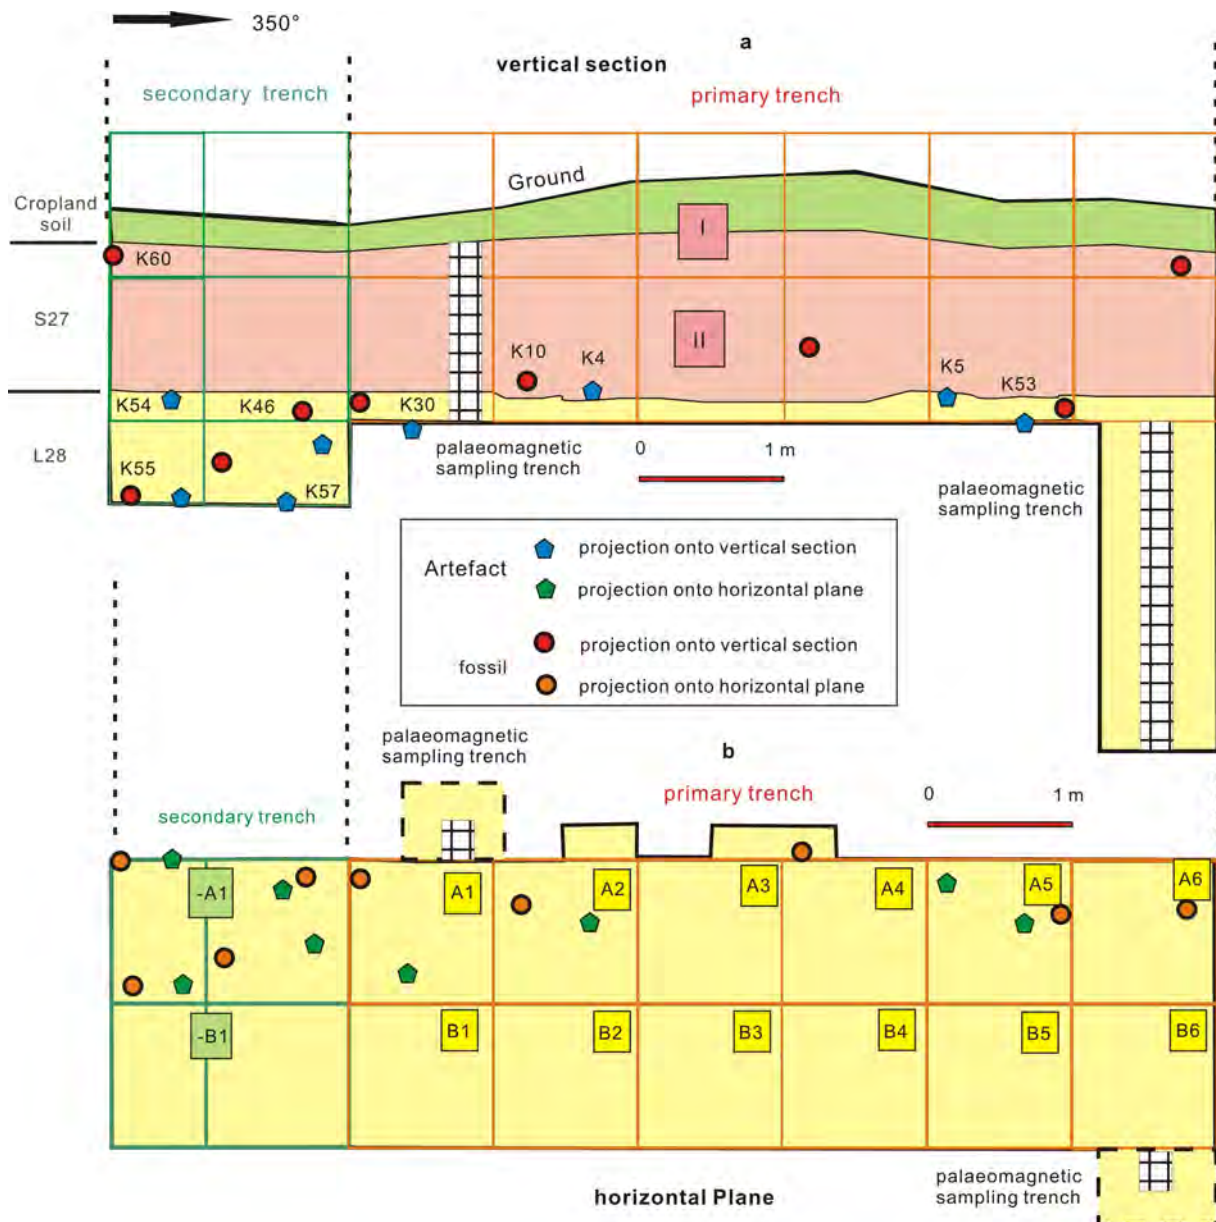 350°
a
vertical section
secondary trench
primary trench
Ground
Cropland
soil
I
K60
S27
II
K10
K4
K5
K53
K54
K46
K30
L28
K55
K57
palaeomagnetic
sampling trench
0 1 m
palaeomagnetic
sampling trench
Artefact
projection onto vertical section
projection onto horizontal plane
fossil
projection onto vertical section
projection onto horizontal plane
palaeomagnetic
sampling trench
b
primary trench
0 1 m
secondary trench
-A1 A1 A2 A3 A4 A5 A6
-B1 B1 B2 B3 B4 B5 B6
palaeomagnetic
sampling trench
horizontal Plane